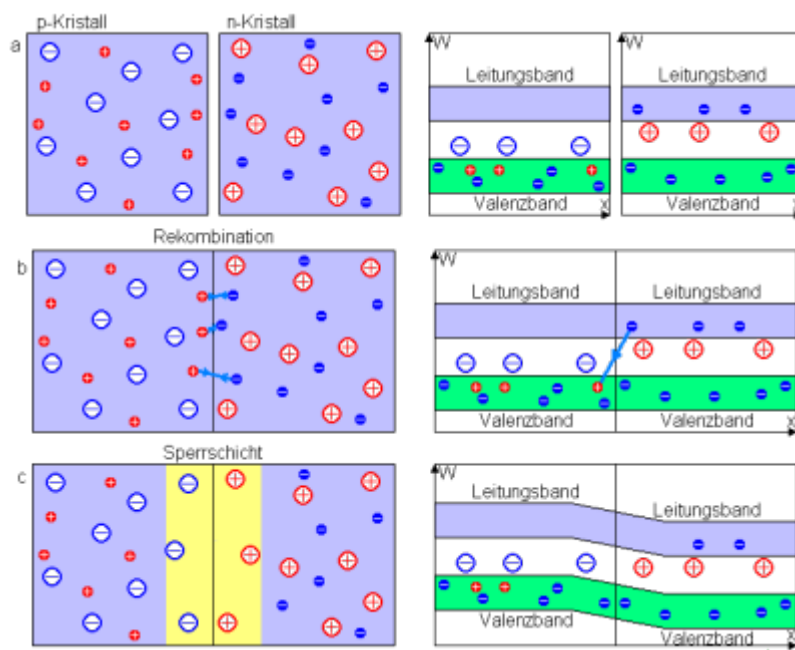 p-Kristall n-Kristall
a
W W
Leitungsband Leitungsband
Valenzband Valenzband
x
Rekombination
b
W
Leitungsband Leitungsband
Valenzband Valenzband
x
Sperrschicht
c
W
Leitungsband Leitungsband
Valenzband Valenzband
x